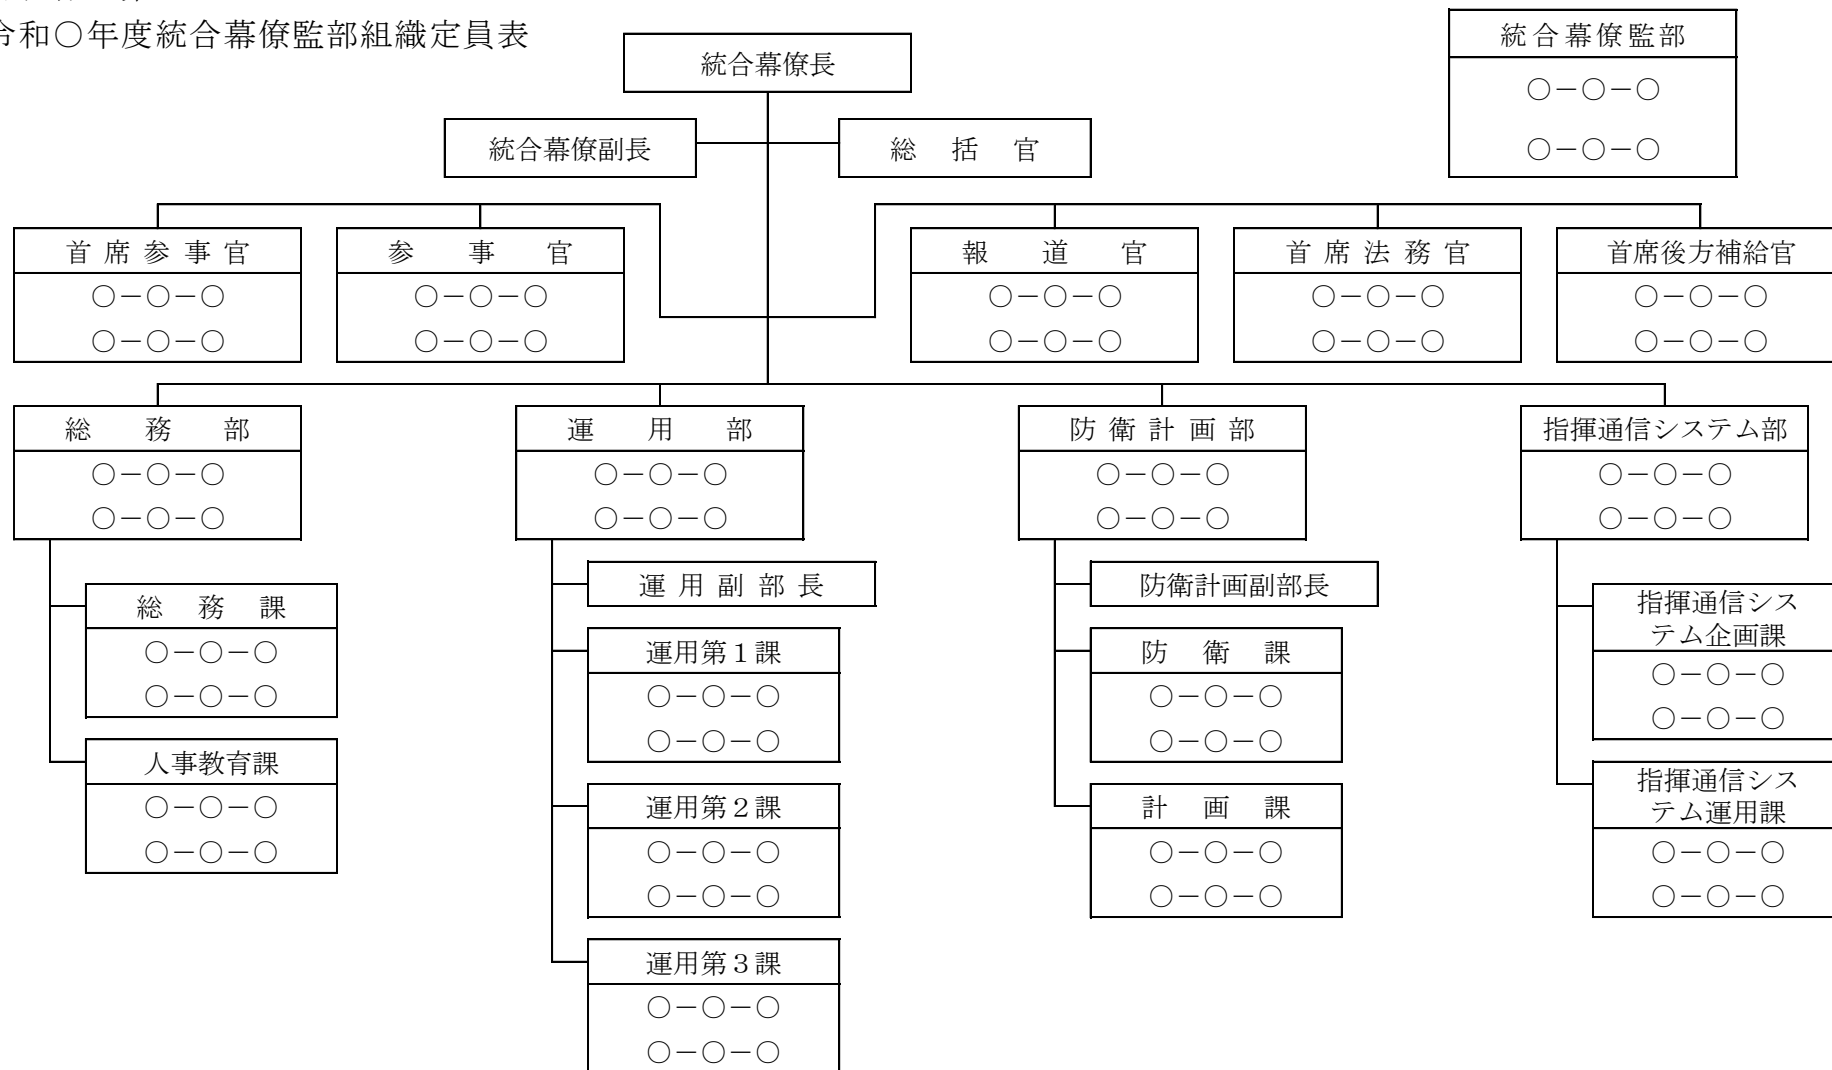 令和〇年度統合幕僚監部組織定員表
統合幕僚監部
〇－〇－〇
〇－〇－〇
統合幕僚長
統合幕僚副長
総括官
首席参事官
〇－〇－〇
〇－〇－〇
参事官
〇－〇－〇
〇－〇－〇
報道官
〇－〇－〇
〇－〇－〇
首席法務官
〇－〇－〇
〇－〇－〇
首席後方補給官
〇－〇－〇
〇－〇－〇
総務部
〇－〇－〇
〇－〇－〇
運用部
〇－〇－〇
〇－〇－〇
防衛計画部
〇－〇－〇
〇－〇－〇
指揮通信システム部
〇－〇－〇
〇－〇－〇
総務課
〇－〇－〇
〇－〇－〇
人事教育課
〇－〇－〇
〇－〇－〇
運用副部長
運用第１課
〇－〇－〇
〇－〇－〇
運用第２課
〇－〇－〇
〇－〇－〇
運用第３課
〇－〇－〇
〇－〇－〇
防衛計画副部長
防衛課
〇－〇－〇
〇－〇－〇
計画課
〇－〇－〇
〇－〇－〇
指揮通信シス
テム企画課
〇－〇－〇
〇－〇－〇
指揮通信シス
テム運用課
〇－〇－〇
〇－〇－〇